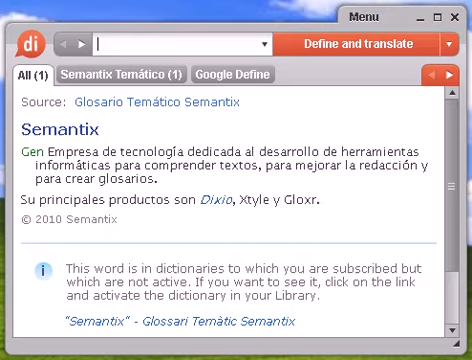 Menu
di
Define and translate
All (1)
Semantix Temático (1)
Google Define
Source: Glosario Temático Semantix
Semantix
Gen Empresa de tecnología dedicada al desarrollo de herramientas
informáticas para comprender textos, para mejorar la redacción y
para crear glosarios.
Su principales productos son Dixio, Xtyle y Gloxr.
© 2010 Semantix
i
This word is in dictionaries to which you are subscribed but
which are not active. If you want to see it, click on the link
and activate the dictionary in your Library.
"Semantix" - Glossari Temàtic Semantix